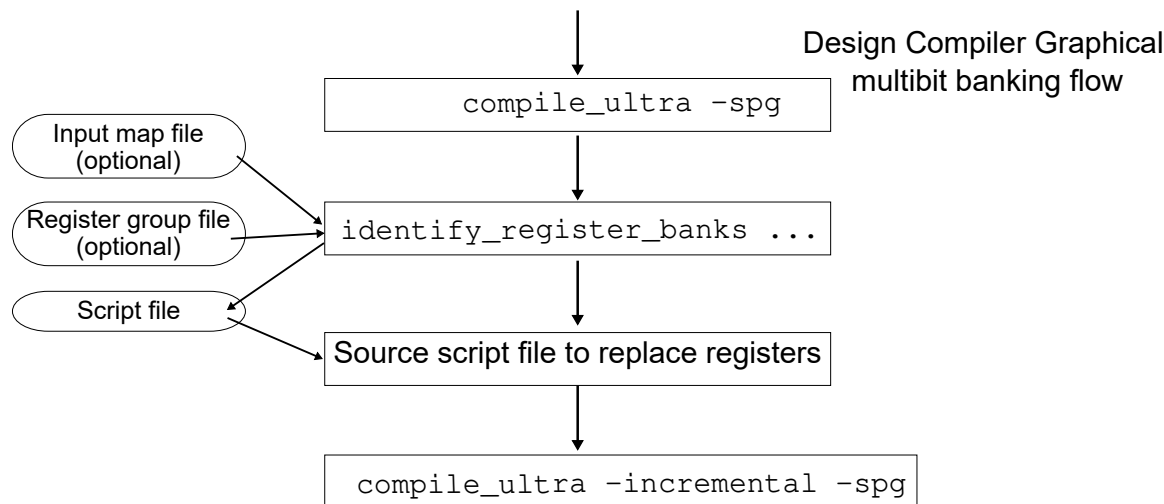 Design Compiler Graphical
multibit banking flow
compile_ultra -spg
Input map file
(optional)
Register group file
(optional)
identify_register_banks ...
Script file
Source script file to replace registers
compile_ultra -incremental -spg